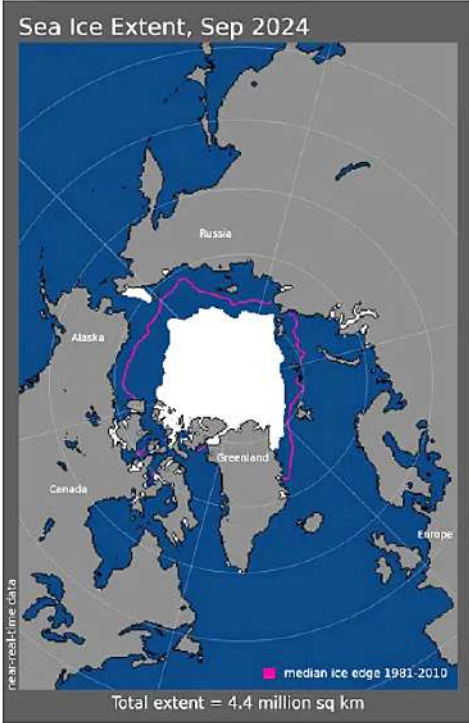 Sea Ice Extent, Sep 2024
Russia
Alaska
Greenland
Canada
Europe
near-real-time data
median ice edge 1981-2010
Total extent = 4.4 million sq km